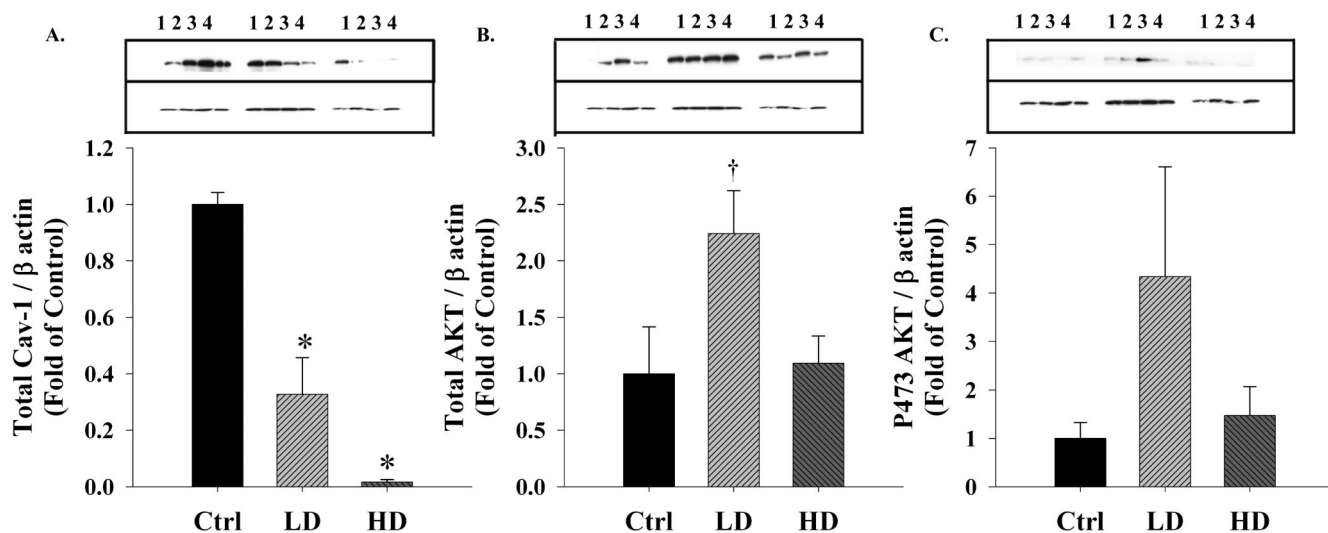 A.
1 2 3 4 1 2 3 4 1 2 3 4
Total Cav-1 / β actin
(Fold of Control)
1.2
1.0
0.8
0.6
0.4
0.2
0.0
*
*
Ctrl LD HD
B.
1 2 3 4 1 2 3 4 1 2 3 4
Total AKT / β actin
(Fold of Control)
3.0
2.5
2.0
1.5
1.0
0.5
0.0
†
Ctrl LD HD
C.
1 2 3 4 1 2 3 4 1 2 3 4
P473 AKT / β actin
(Fold of Control)
7
6
5
4
3
2
1
0
Ctrl LD HD